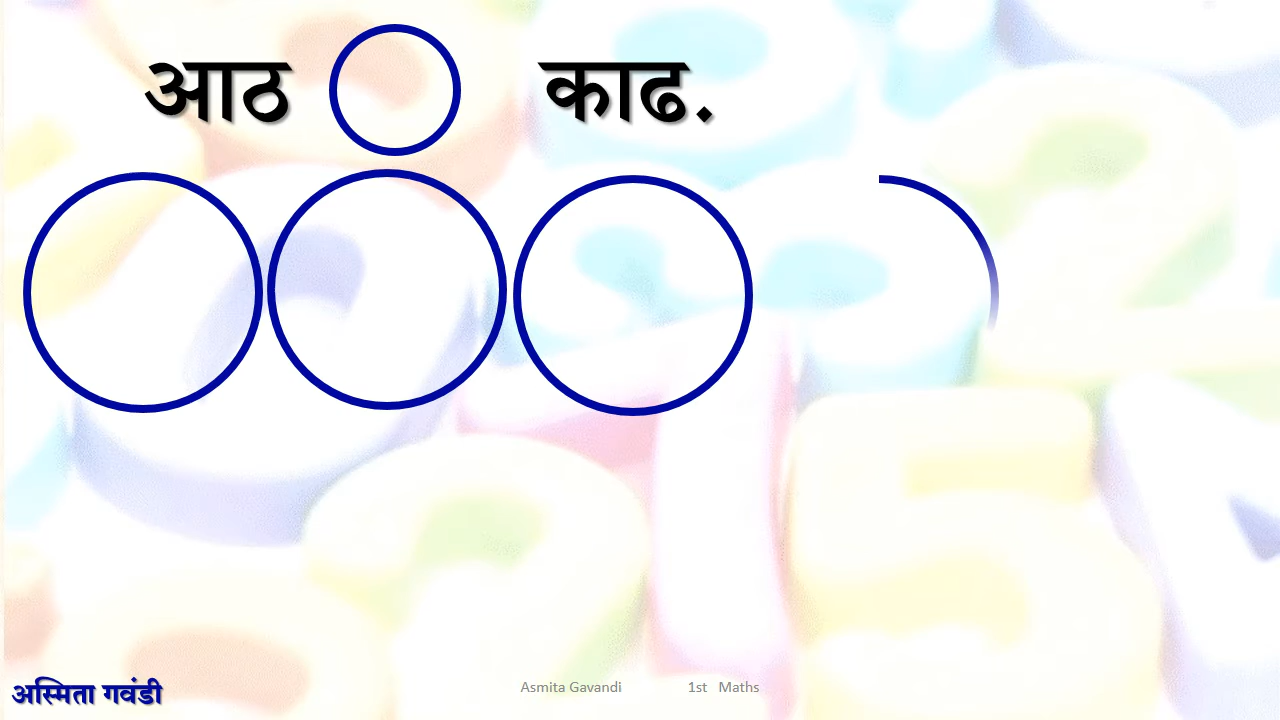 आठ काढ.
अस्मिता गवंडी
Asmita Gavandi 1st Maths